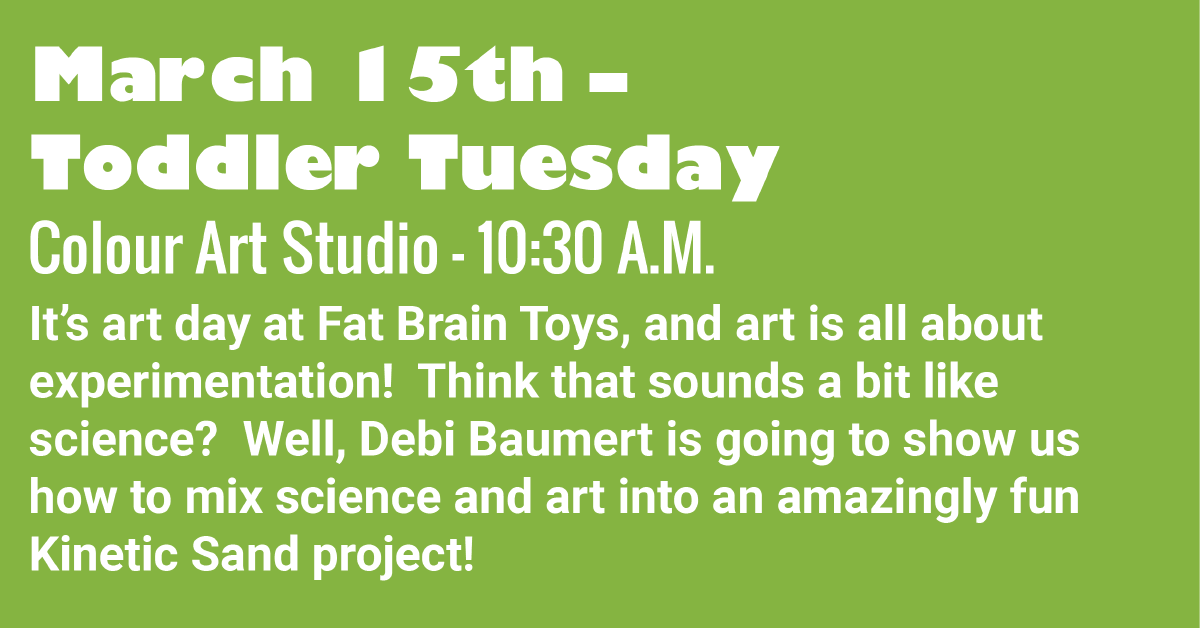 March 15th –
Toddler Tuesday
Colour Art Studio - 10:30 A.M.
It’s art day at Fat Brain Toys, and art is all about
experimentation!  Think that sounds a bit like
science?  Well, Debi Baumert is going to show us
how to mix science and art into an amazingly fun
Kinetic Sand project!